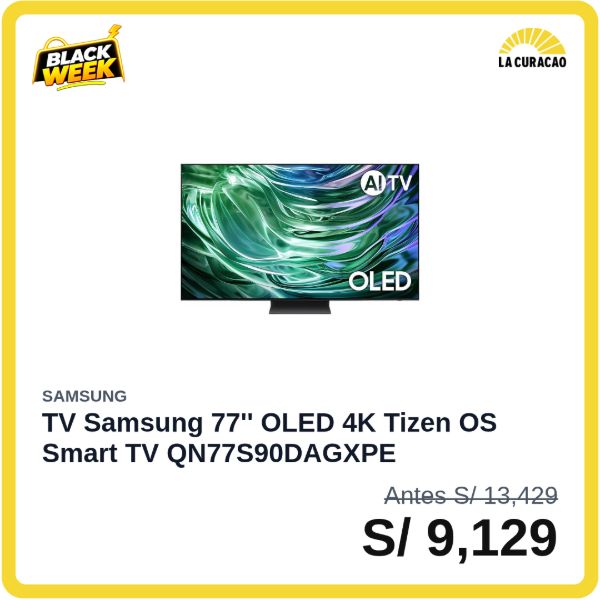 BLACK
WEEK
LA CURACAO
AI TV
OLED
SAMSUNG
TV Samsung 77'' OLED 4K Tizen OS
Smart TV QN77S90DAGXPE
Antes S/ 13,429
S/ 9,129